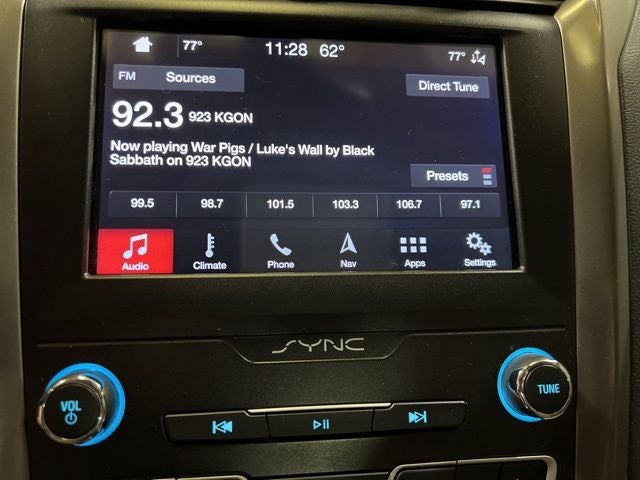 77° 11:28 62° 77°
FM Sources Direct Tune
92.3 923 KGON
Now playing War Pigs / Luke's Wall by Black
Sabbath on 923 KGON
Presets
99.5 98.7 101.5 103.3 106.7 97.1
Audio Climate Phone Nav Apps Settings
SYNC
VOL TUNE